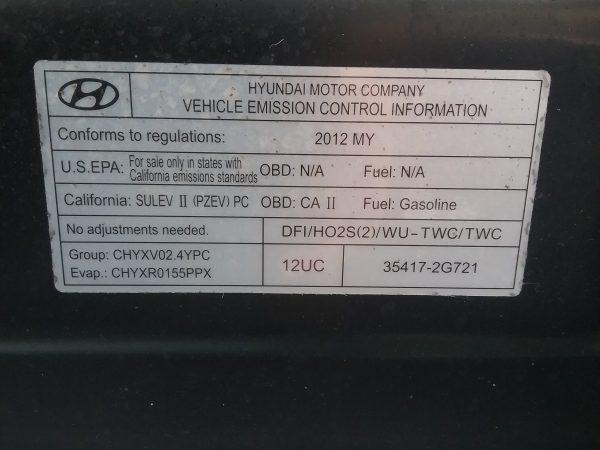 HYUNDAI MOTOR COMPANY
VEHICLE EMISSION CONTROL INFORMATION
Conforms to regulations: 2012 MY
U.S.EPA: For sale only in states with California emissions standards OBD: N/A Fuel: N/A
California: SULEV II (PZEV) PC OBD: CA II Fuel: Gasoline
No adjustments needed. DFI/HO2S(2)/WU-TWC/TWC
Group: CHYXV02.4YPC
Evap.: CHYXR0155PPX 12UC 35417-2G721